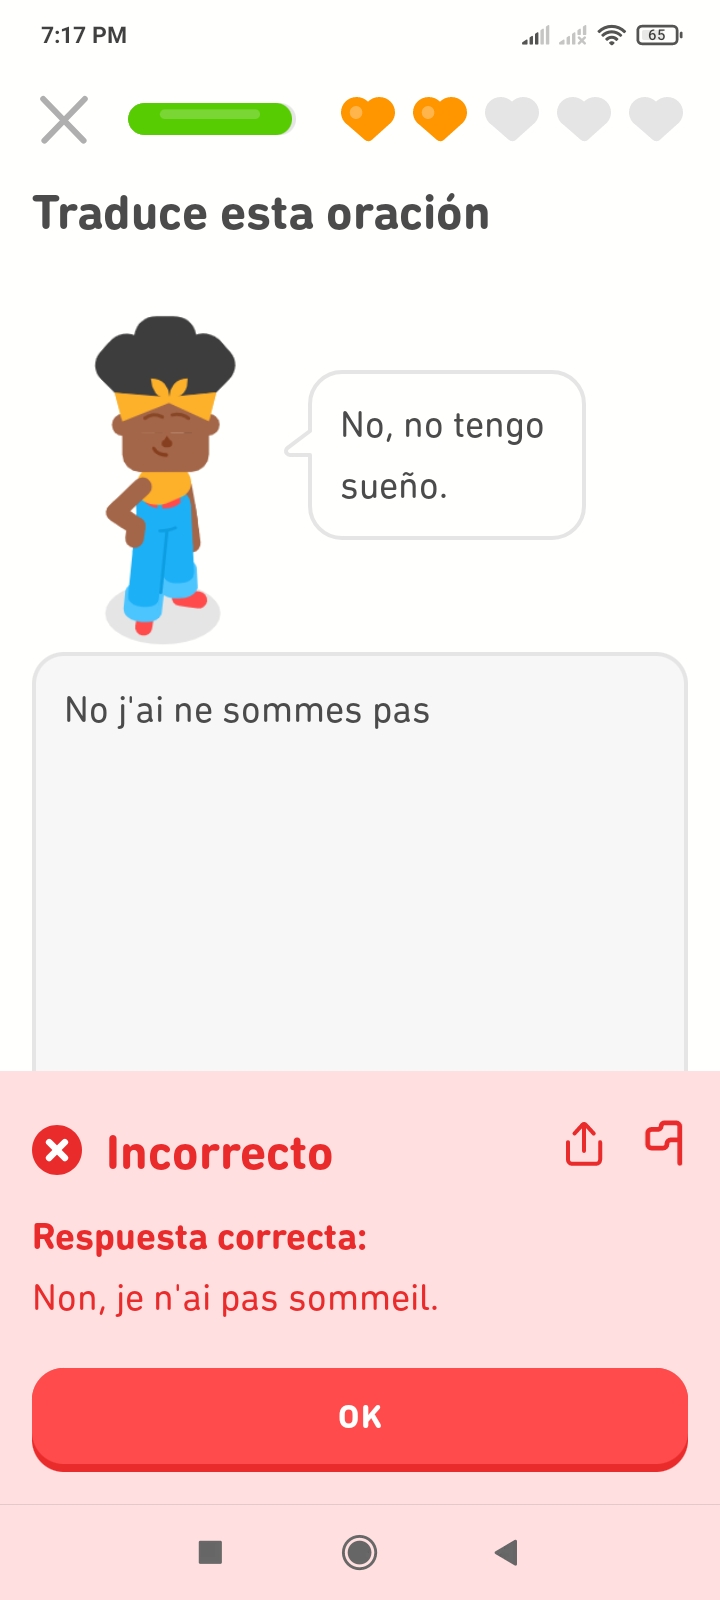 7:17 PM
65
Traduce esta oración
No, no tengo
sueño.
No j'ai ne sommes pas
Incorrecto
Respuesta correcta:
Non, je n'ai pas sommeil.
OK